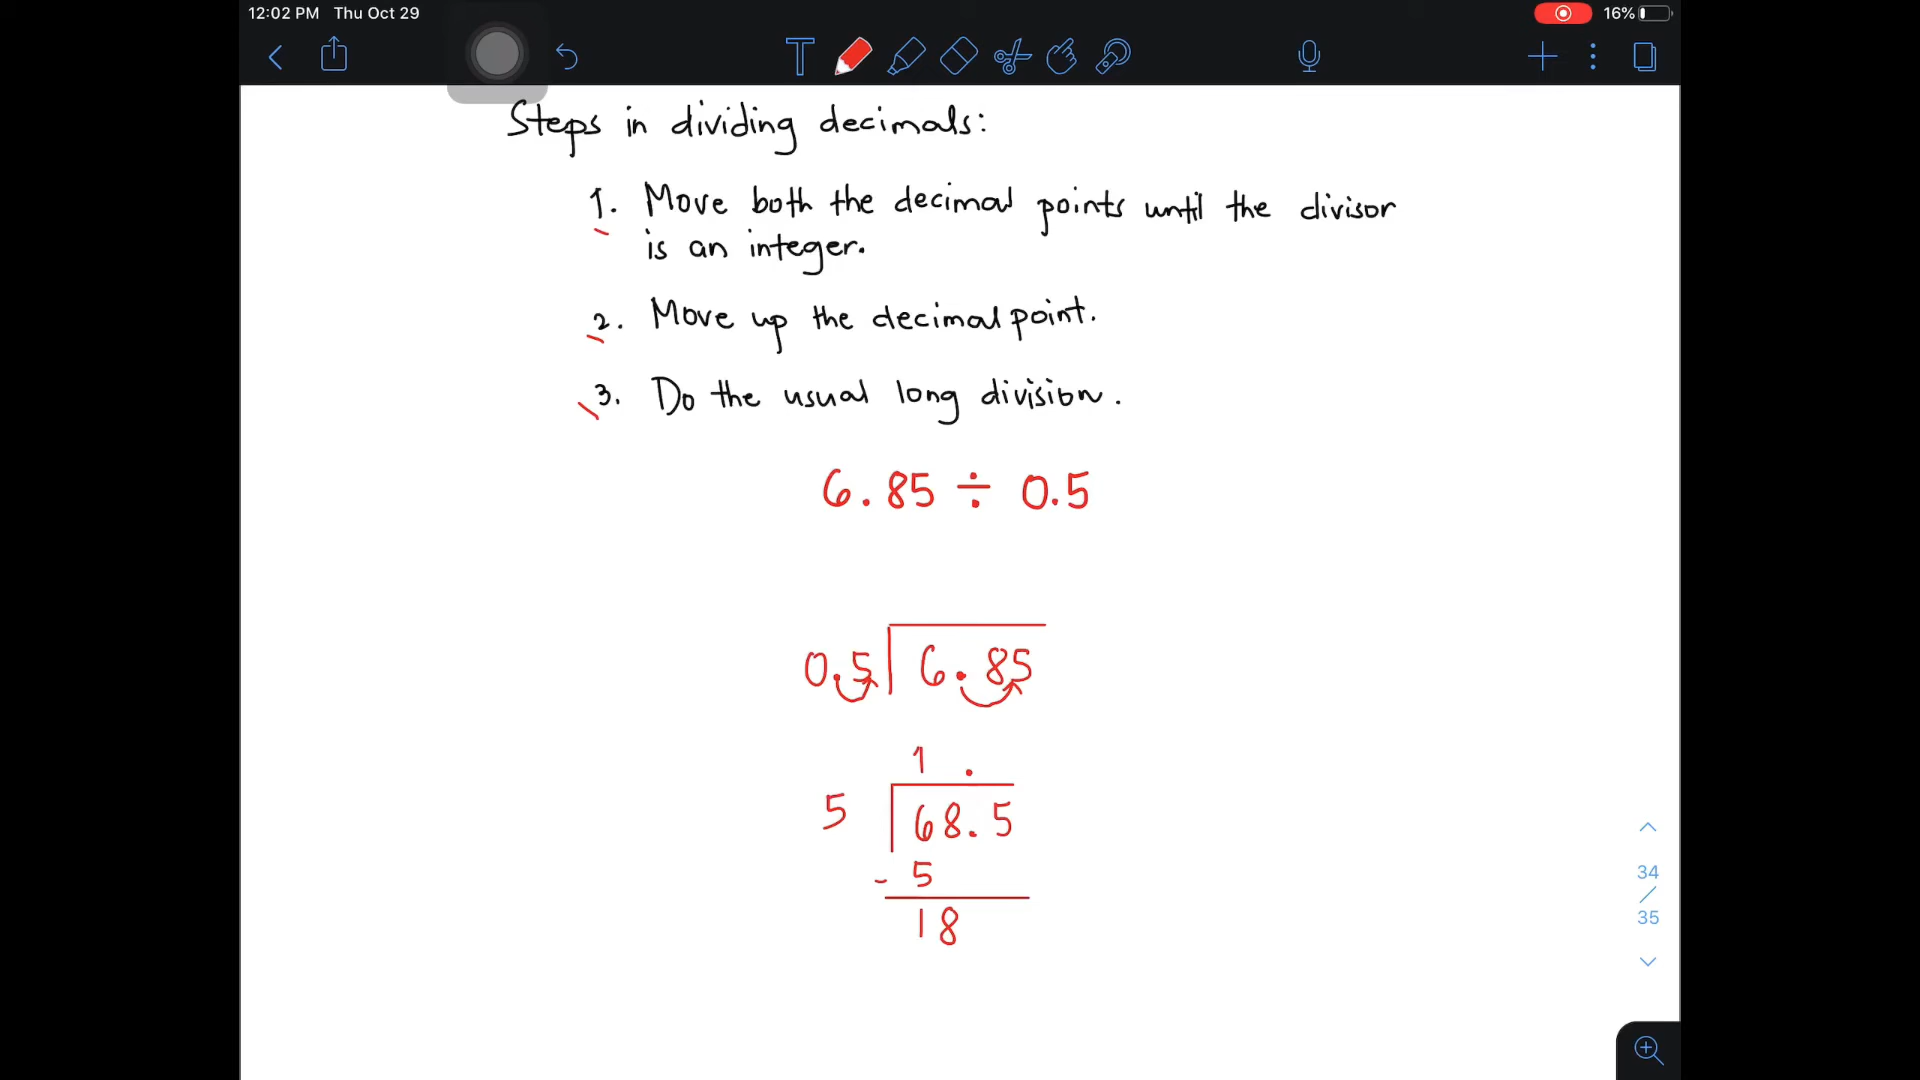 12:02 PM Thu Oct 29
16%
T
Steps in dividing decimals:
1. Move both the decimal points until the divisor
is an integer.
2. Move up the decimal point.
3. Do the usual long division.
6.85 ÷ 0.5
0.5 6.85
1 .
5 68.5
- 5
18
34
/
35